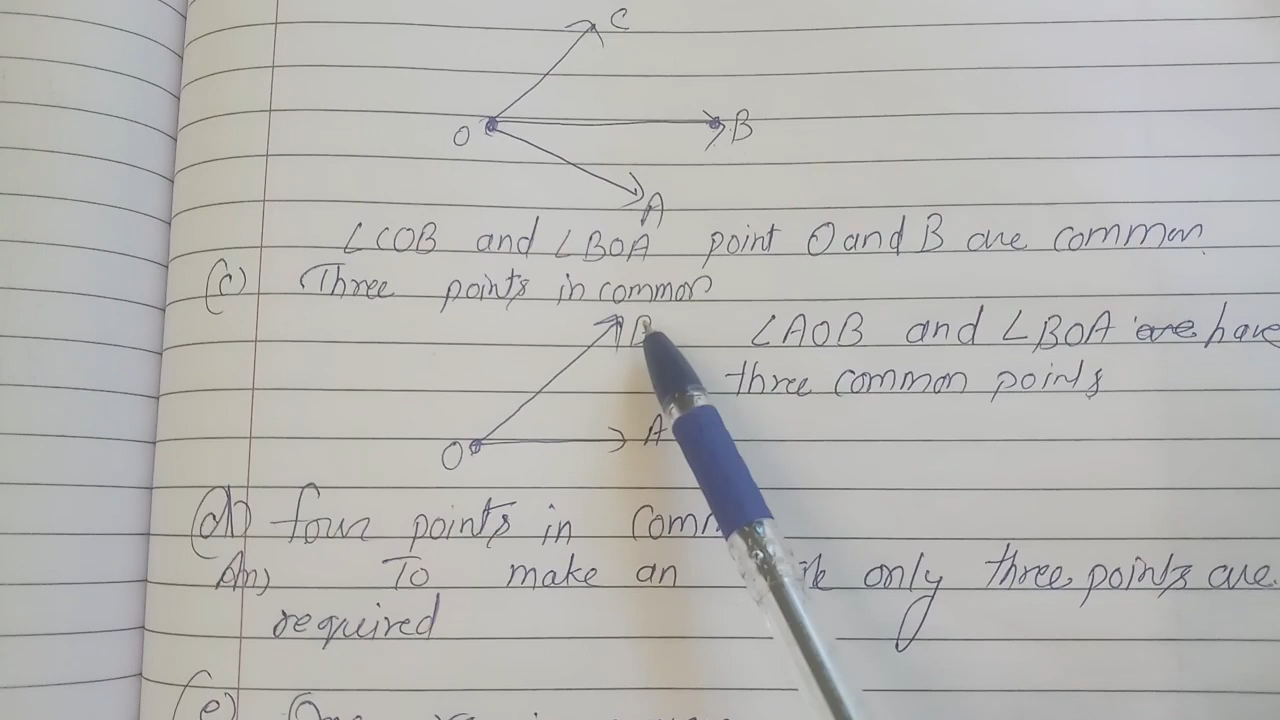 C
O B
A
∠COB and ∠BOA point O and B are common.
(c) Three points in common
B ∠AOB and ∠BOA are have
three common points
O A
(d) four points in
Ans To make an only three points are
required
(e) One